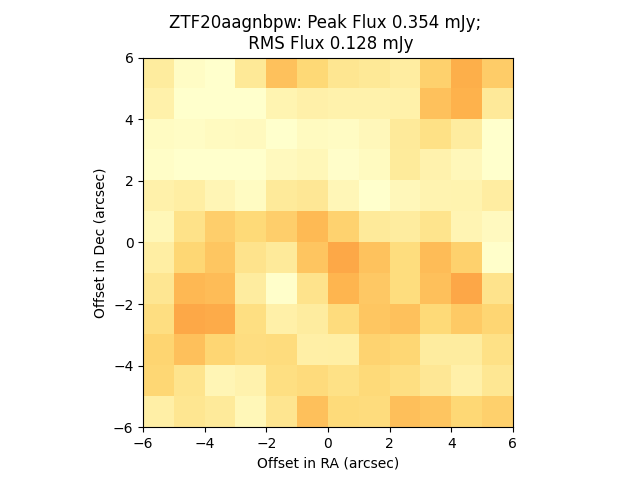 ZTF20aagnbpw: Peak Flux 0.354 mJy;
RMS Flux 0.128 mJy
6
4
2
0
−2
−4
−6
Offset in Dec (arcsec)
−6 −4 −2 0 2 4 6
Offset in RA (arcsec)